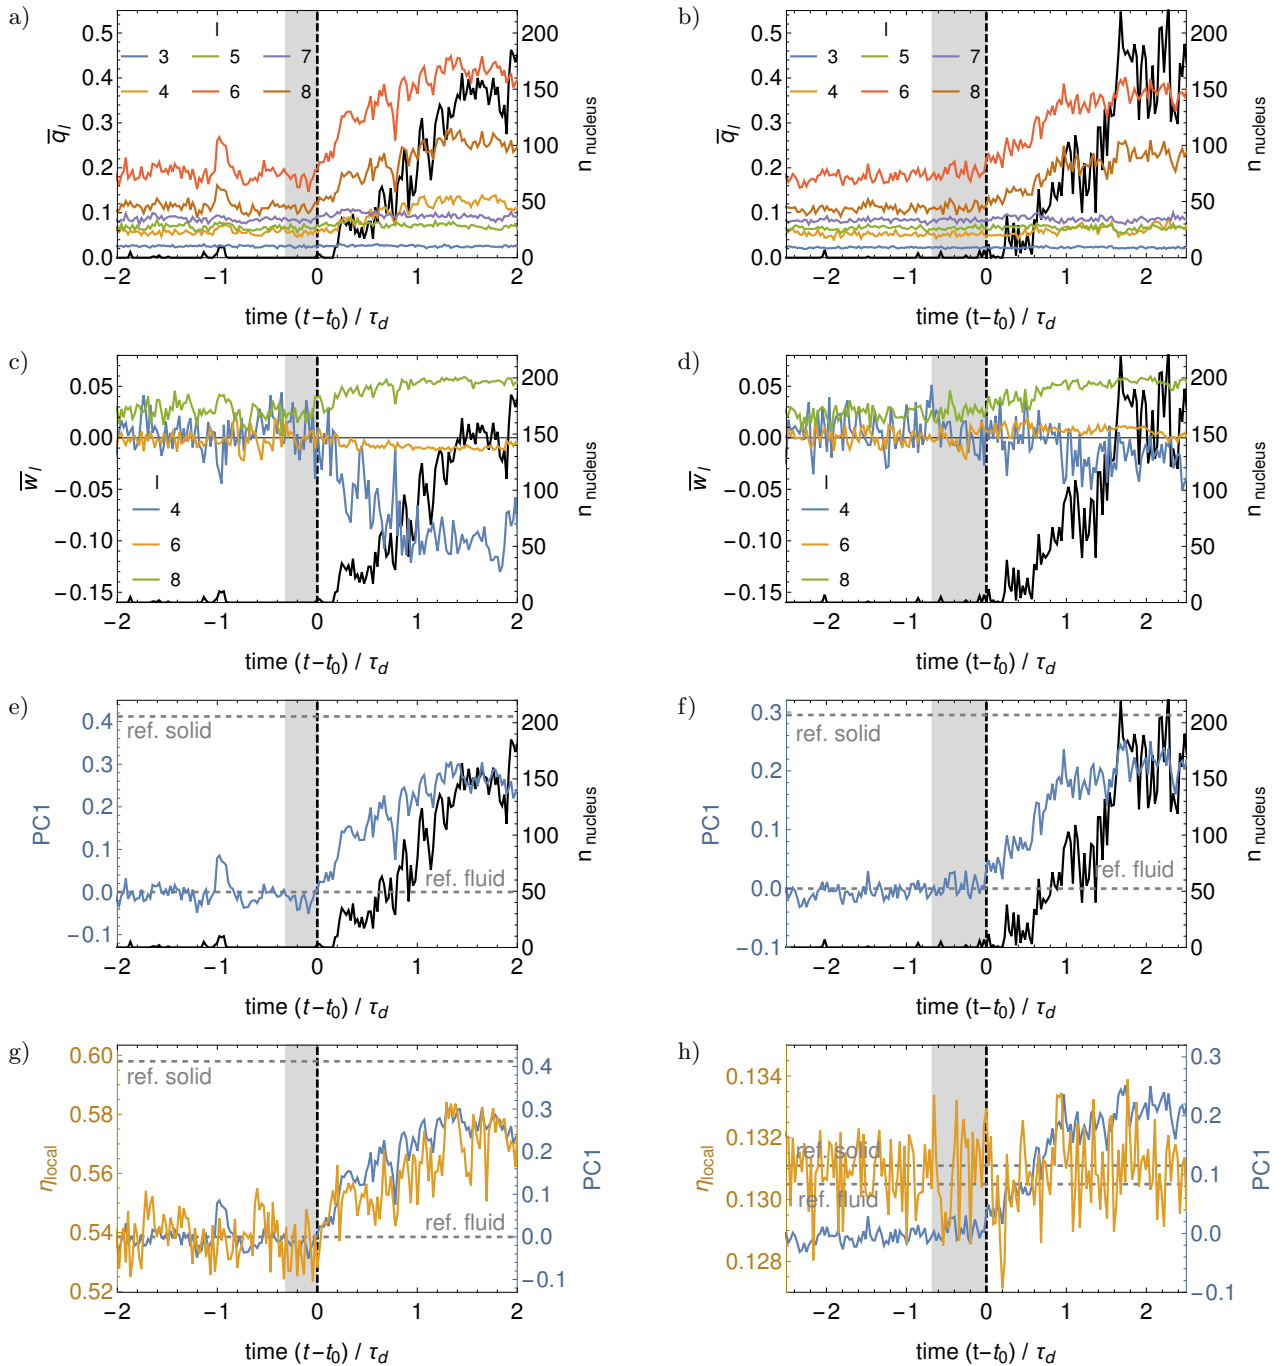 a)
l
3 5 7
4 6 8
0.5
0.4
0.3
0.2
0.1
0.0
q̅l
200
150
100
50
0
nnucleus
−2 −1 0 1 2
time (t−t0) / τd
b)
l
3 5 7
4 6 8
0.5
0.4
0.3
0.2
0.1
0.0
q̅l
200
150
100
50
0
nnucleus
−2 −1 0 1 2
time (t−t0) / τd
c)
0.05
0.00
−0.05
−0.10
−0.15
w̅l
l
4
6
8
200
150
100
50
0
nnucleus
−2 −1 0 1 2
time (t−t0) / τd
d)
0.05
0.00
−0.05
−0.10
−0.15
w̅l
l
4
6
8
200
150
100
50
0
nnucleus
−2 −1 0 1 2
time (t−t0) / τd
e)
0.4
0.3
0.2
0.1
0.0
−0.1
PC1
ref. solid
ref. fluid
200
150
100
50
0
nnucleus
−2 −1 0 1 2
time (t−t0) / τd
f)
0.3
0.2
0.1
0.0
−0.1
PC1
ref. solid
ref. fluid
200
150
100
50
0
nnucleus
−2 −1 0 1 2
time (t−t0) / τd
g)
0.60
0.58
0.56
0.54
0.52
ηlocal
ref. solid
ref. fluid
0.4
0.3
0.2
0.1
0.0
−0.1
PC1
−2 −1 0 1 2
time (t−t0) / τd
h)
0.134
0.132
0.130
0.128
ηlocal
ref. solid
ref. fluid
0.3
0.2
0.1
0.0
−0.1
PC1
−2 −1 0 1 2
time (t−t0) / τd